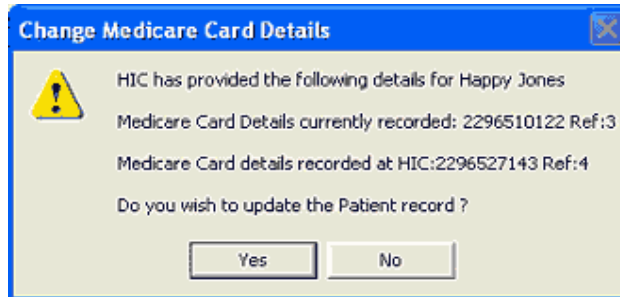 Change Medicare Card Details
HIC has provided the following details for Happy Jones
Medicare Card Details currently recorded: 2296510122 Ref:3
Medicare Card details recorded at HIC:2296527143 Ref:4
Do you wish to update the Patient record ?
Yes No